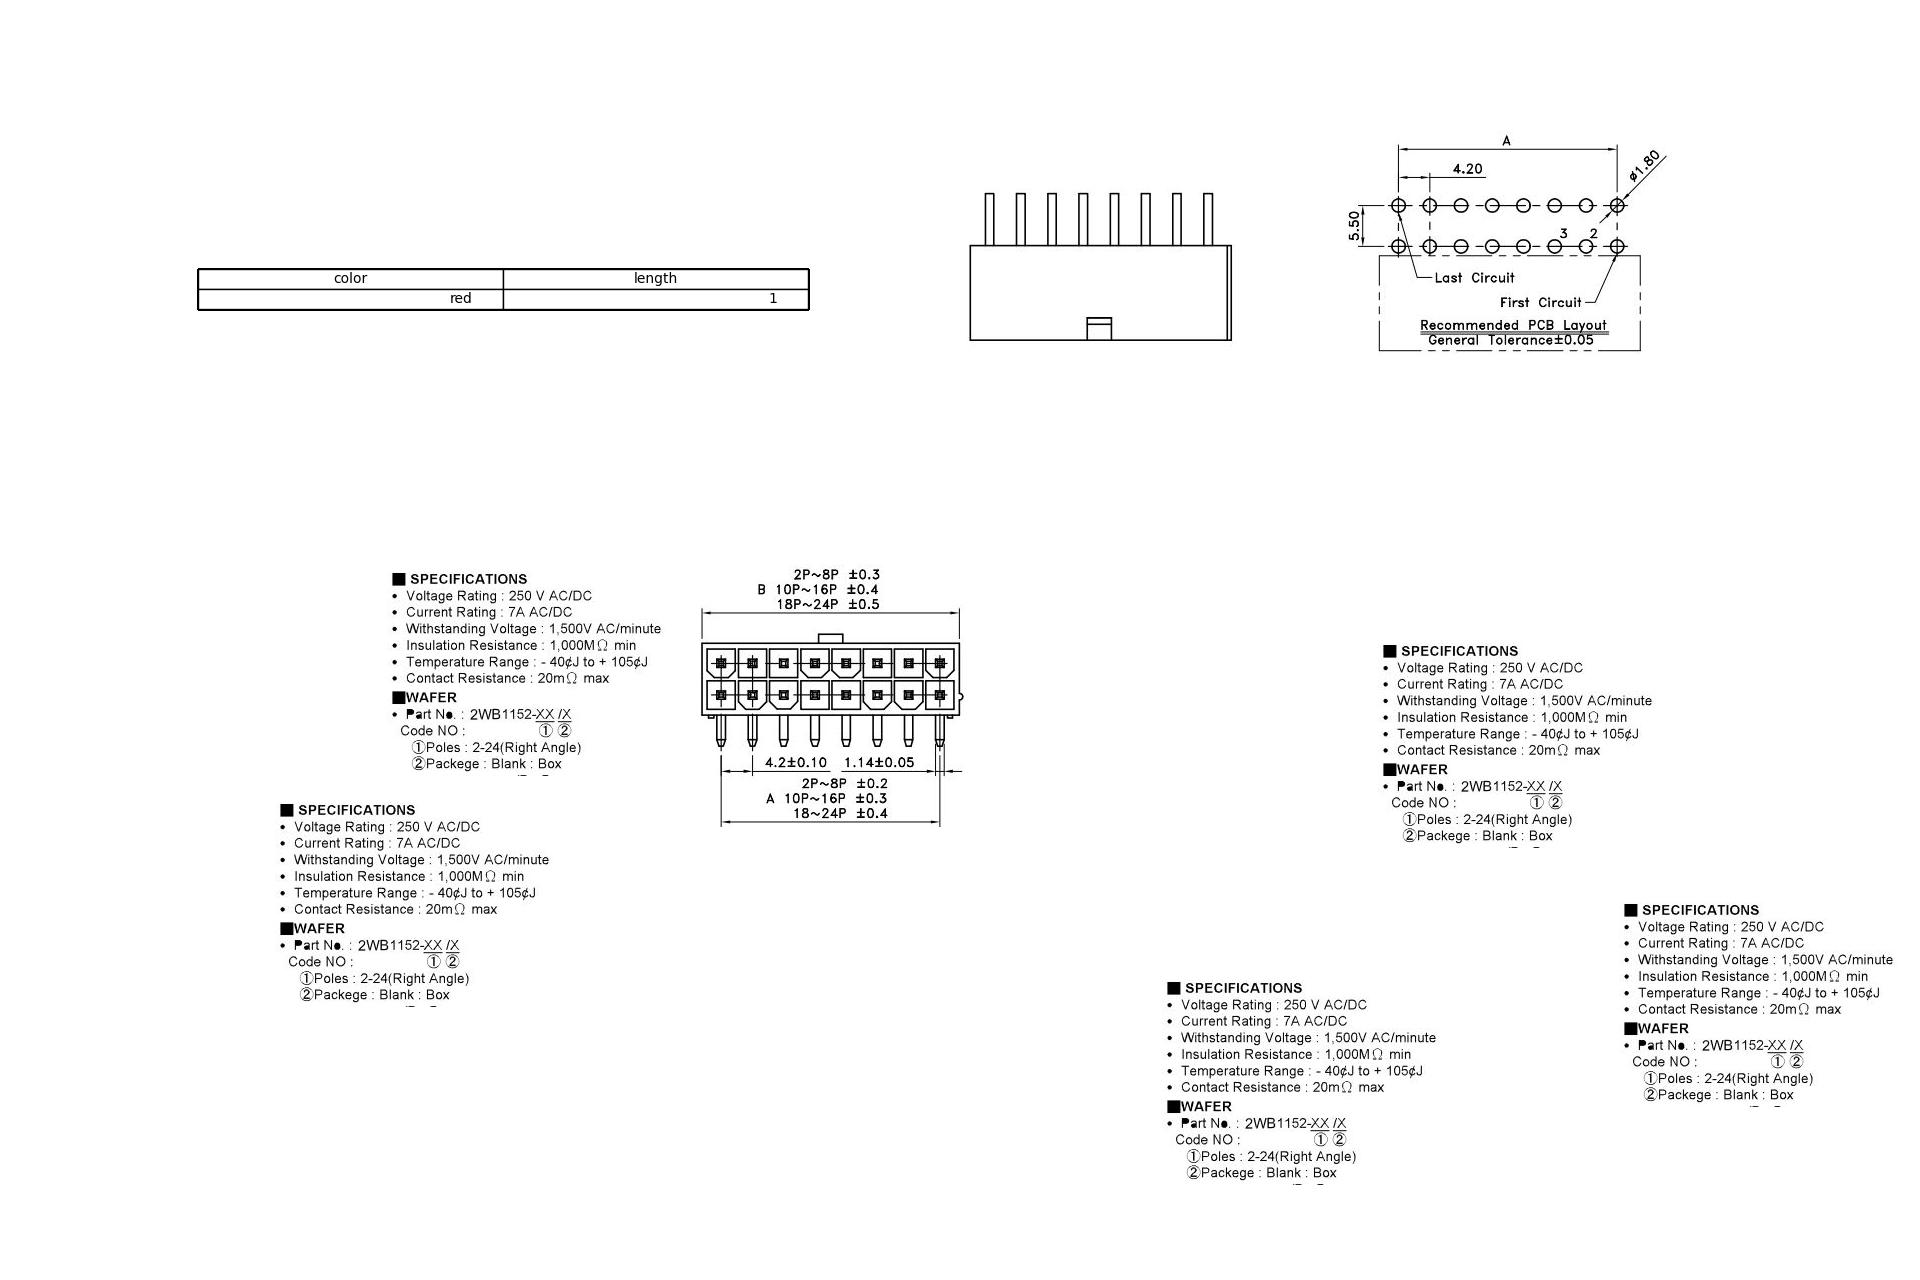 A
4.20
ø1.80
5.50
3 2
Last Circuit
First Circuit
Recommended PCB Layout
General Tolerance±0.05
color length
red 1
■ SPECIFICATIONS
• Voltage Rating : 250 V AC/DC
• Current Rating : 7A AC/DC
• Withstanding Voltage : 1,500V AC/minute
• Insulation Resistance : 1,000MΩ min
• Temperature Range : - 40¢J to + 105¢J
• Contact Resistance : 20mΩ max
■WAFER
• Part No. : 2WB1152-XX /X
Code NO : ① ②
①Poles : 2-24(Right Angle)
②Packege : Blank : Box
2P~8P ±0.3
B 10P~16P ±0.4
18P~24P ±0.5
4.2±0.10 1.14±0.05
2P~8P ±0.2
A 10P~16P ±0.3
18~24P ±0.4
■ SPECIFICATIONS
• Voltage Rating : 250 V AC/DC
• Current Rating : 7A AC/DC
• Withstanding Voltage : 1,500V AC/minute
• Insulation Resistance : 1,000MΩ min
• Temperature Range : - 40¢J to + 105¢J
• Contact Resistance : 20mΩ max
■WAFER
• Part No. : 2WB1152-XX /X
Code NO : ① ②
①Poles : 2-24(Right Angle)
②Packege : Blank : Box
■ SPECIFICATIONS
• Voltage Rating : 250 V AC/DC
• Current Rating : 7A AC/DC
• Withstanding Voltage : 1,500V AC/minute
• Insulation Resistance : 1,000MΩ min
• Temperature Range : - 40¢J to + 105¢J
• Contact Resistance : 20mΩ max
■WAFER
• Part No. : 2WB1152-XX /X
Code NO : ① ②
①Poles : 2-24(Right Angle)
②Packege : Blank : Box
■ SPECIFICATIONS
• Voltage Rating : 250 V AC/DC
• Current Rating : 7A AC/DC
• Withstanding Voltage : 1,500V AC/minute
• Insulation Resistance : 1,000MΩ min
• Temperature Range : - 40¢J to + 105¢J
• Contact Resistance : 20mΩ max
■WAFER
• Part No. : 2WB1152-XX /X
Code NO : ① ②
①Poles : 2-24(Right Angle)
②Packege : Blank : Box
■ SPECIFICATIONS
• Voltage Rating : 250 V AC/DC
• Current Rating : 7A AC/DC
• Withstanding Voltage : 1,500V AC/minute
• Insulation Resistance : 1,000MΩ min
• Temperature Range : - 40¢J to + 105¢J
• Contact Resistance : 20mΩ max
■WAFER
• Part No. : 2WB1152-XX /X
Code NO : ① ②
①Poles : 2-24(Right Angle)
②Packege : Blank : Box